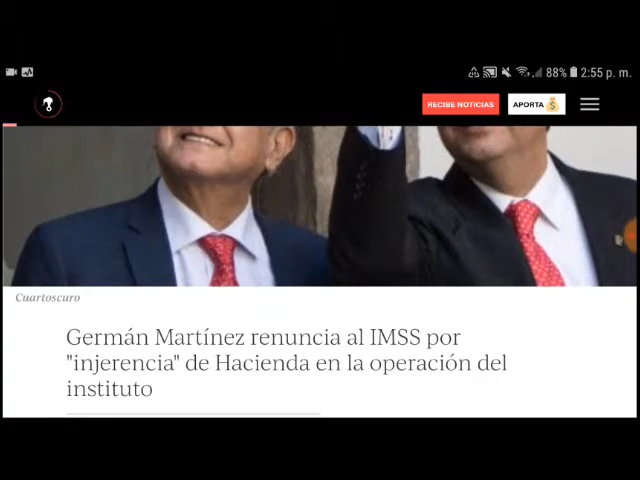 88% 2:55 p. m.
RECIBE NOTICIAS APORTA
Cuartoscuro
Germán Martínez renuncia al IMSS por
"injerencia" de Hacienda en la operación del
instituto